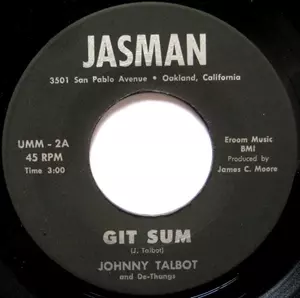 JASMAN
3501 San Pablo Avenue • Oakland, California
UMM - 2A
45 RPM
Time 3:00
Eroam Music
BMI
Produced by
James C. Moore
GIT SUM
(J. Talbot)
JOHNNY TALBOT
and De-Thangs